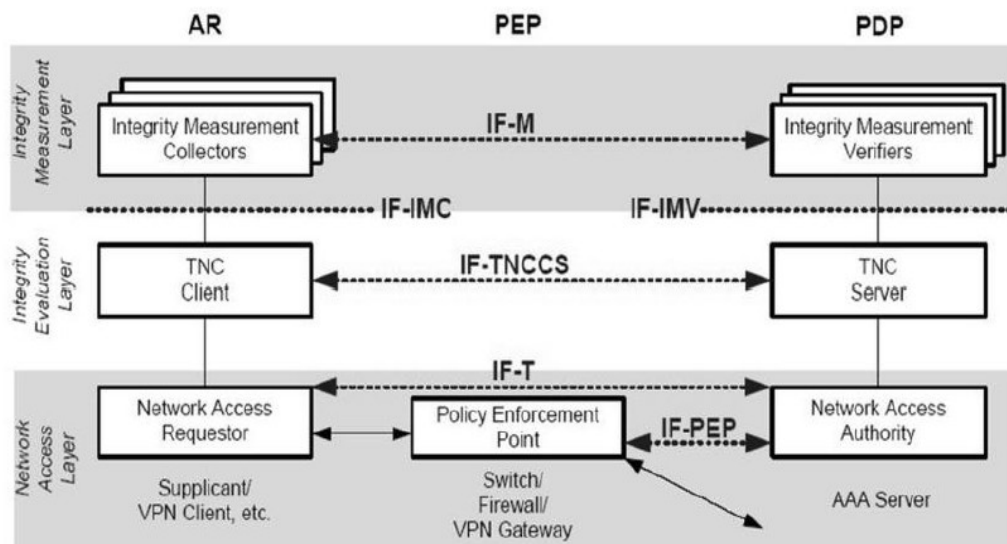 AR
PEP
PDP
Integrity
Measurement
Layer
Integrity Measurement
Collectors
IF-M
Integrity Measurement
Verifiers
IF-IMC
IF-IMV
Integrity
Evaluation
Layer
TNC
Client
IF-TNCCS
TNC
Server
Network
Access
Layer
IF-T
Network Access
Requestor
Policy Enforcement
Point
IF-PEP
Network Access
Authority
Supplicant/
VPN Client, etc.
Switch/
Firewall/
VPN Gateway
AAA Server